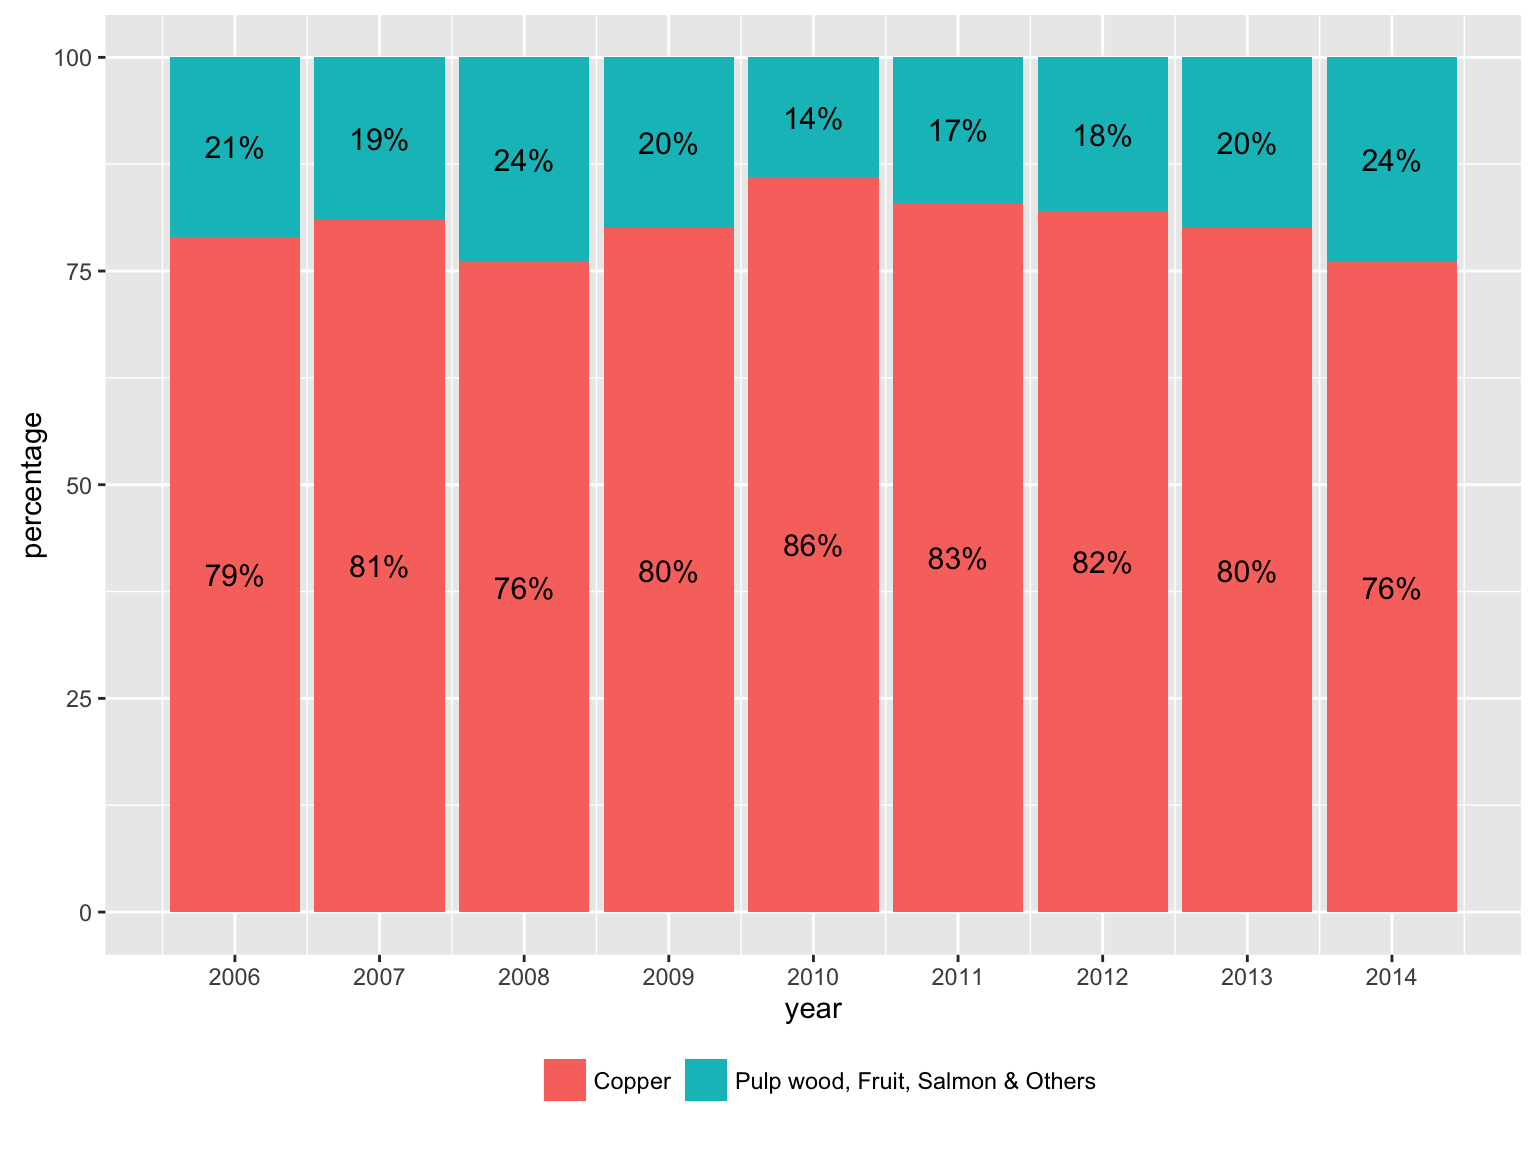 100
75
50
25
0
percentage
21% 19% 24% 20% 14% 17% 18% 20% 24%
79% 81% 76% 80% 86% 83% 82% 80% 76%
2006 2007 2008 2009 2010 2011 2012 2013 2014
year
Copper Pulp wood, Fruit, Salmon & Others